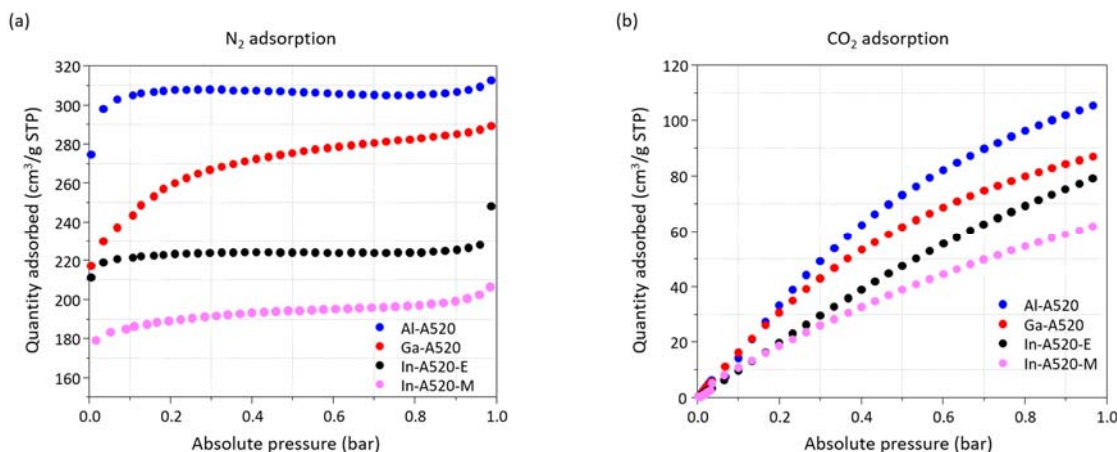 (a)
N₂ adsorption
Quantity adsorbed (cm³/g STP)
320
300
280
260
240
220
200
180
160
0.0 0.2 0.4 0.6 0.8 1.0
Absolute pressure (bar)
Al-A520
Ga-A520
In-A520-E
In-A520-M
(b)
CO₂ adsorption
Quantity adsorbed (cm³/g STP)
120
100
80
60
40
20
0
0.0 0.2 0.4 0.6 0.8 1.0
Absolute pressure (bar)
Al-A520
Ga-A520
In-A520-E
In-A520-M